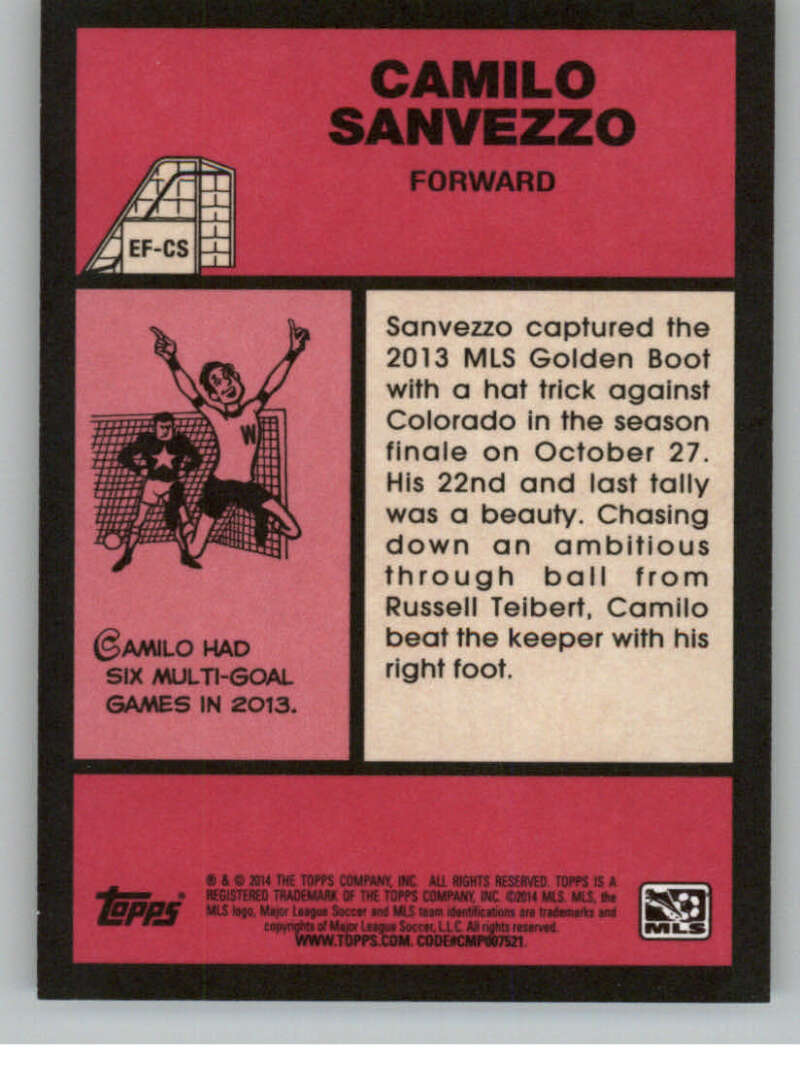 CAMILO
SANVEZZO
FORWARD
EF-CS
Sanvezzo captured the
2013 MLS Golden Boot
with a hat trick against
Colorado in the season
finale on October 27.
His 22nd and last tally
was a beauty. Chasing
down an ambitious
through ball from
Russell Teibert, Camilo
beat the keeper with his
right foot.
W
CAMILO HAD
SIX MULTI-GOAL
GAMES IN 2013.
® & © 2014 THE TOPPS COMPANY, INC. ALL RIGHTS RESERVED. TOPPS IS A
REGISTERED TRADEMARK OF THE TOPPS COMPANY, INC. ©2014 MLS. MLS, the
MLS logo, Major League Soccer and MLS team identifications are trademarks and
copyrights of Major League Soccer, L.L.C. All rights reserved.
WWW.TOPPS.COM. CODE#CMP007521.
Topps®
MLS